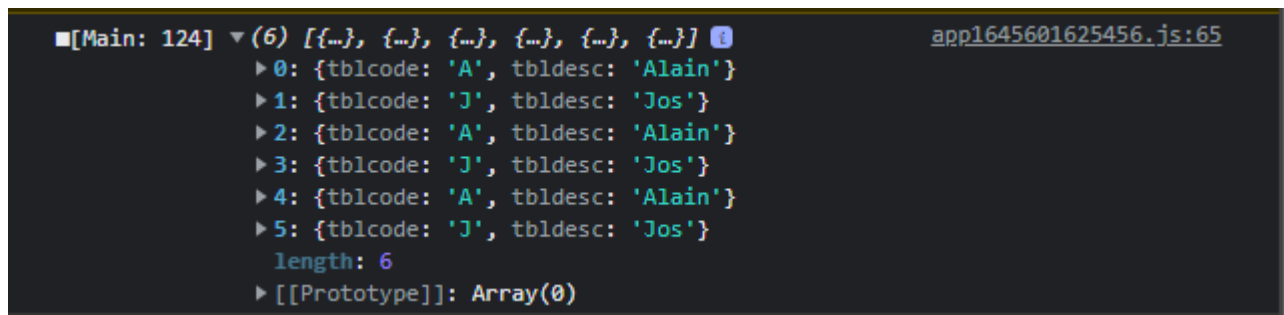 ■[Main: 124] ▼(6) [{…}, {…}, {…}, {…}, {…}, {…}] i app1645601625456.js:65
▶0: {tblcode: 'A', tbldesc: 'Alain'}
▶1: {tblcode: 'J', tbldesc: 'Jos'}
▶2: {tblcode: 'A', tbldesc: 'Alain'}
▶3: {tblcode: 'J', tbldesc: 'Jos'}
▶4: {tblcode: 'A', tbldesc: 'Alain'}
▶5: {tblcode: 'J', tbldesc: 'Jos'}
length: 6
▶[[Prototype]]: Array(0)